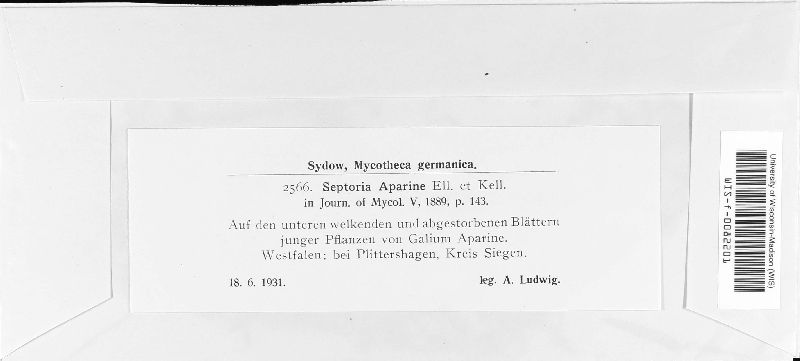 Sydow, Mycotheca germanica.
2566. Septoria Aparine Ell. et Kell.
in Journ. of Mycol. V, 1889, p. 143.
Auf den unteren welkenden und abgestorbenen Blättern
junger Pflanzen von Galium Aparine.
Westfalen: bei Plittershagen, Kreis Siegen.
18. 6. 1931. leg. A. Ludwig.
University of Wisconsin-Madison (WIS)
WIS-f-0082201